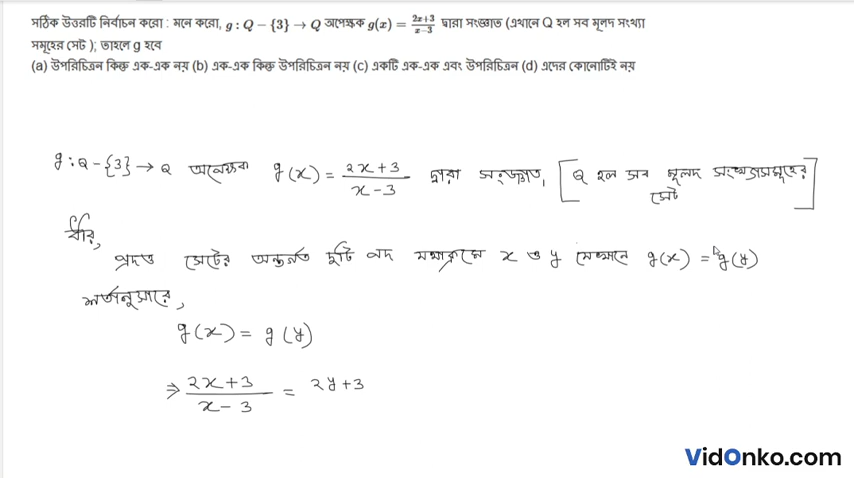 সঠিক উত্তরটি নির্বাচন করো : মনে করো, g : Q − {3} → Q অপেক্ষক g(x) = \frac{2x+3}{x−3} দ্বারা সংজ্ঞাত (এখানে Q হল সব মূলদ সংখ্যা
সমূহের সেট ); তাহলে g হবে
(a) উপরিচিত্রন কিন্তু এক-এক নয় (b) এক-এক কিন্তু উপরিচিত্রন নয় (c) একটি এক-এক এবং উপরিচিত্রন (d) এদের কোনোটিই নয়
g : Q − {3} → Q অপেক্ষক g(x) = \frac{2x+3}{x−3} দ্বারা সংজ্ঞাত, [Q হল সব মূলদ সংখ্যাসমূহের
সেট]
ধরি,
প্রদত্ত সেটের অন্তর্গত দুটি পদ যথাক্রমে x ও y যেখানে g(x) = g(y)
শর্তানুসারে,
g(x) = g(y)
⇒ \frac{2x+3}{x−3} = 2y+3
VidOnko.com